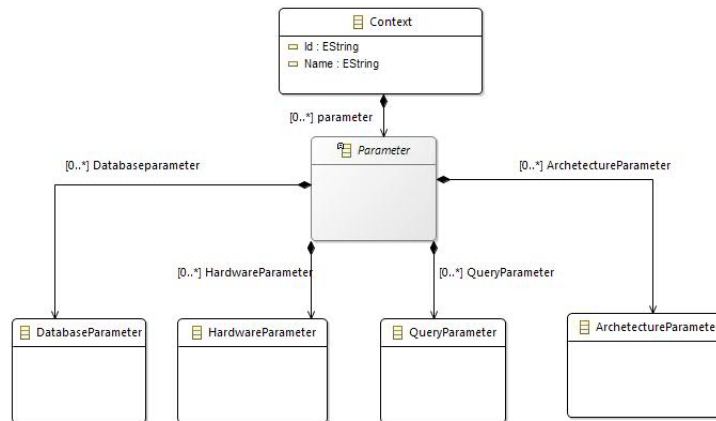 Context
Id : EString
Name : EString
[0..*] parameter
Parameter
[0..*] Databaseparameter
[0..*] ArchetectureParameter
[0..*] HardwareParameter
[0..*] QueryParameter
DatabaseParameter
HardwareParameter
QueryParameter
ArchetectureParameter